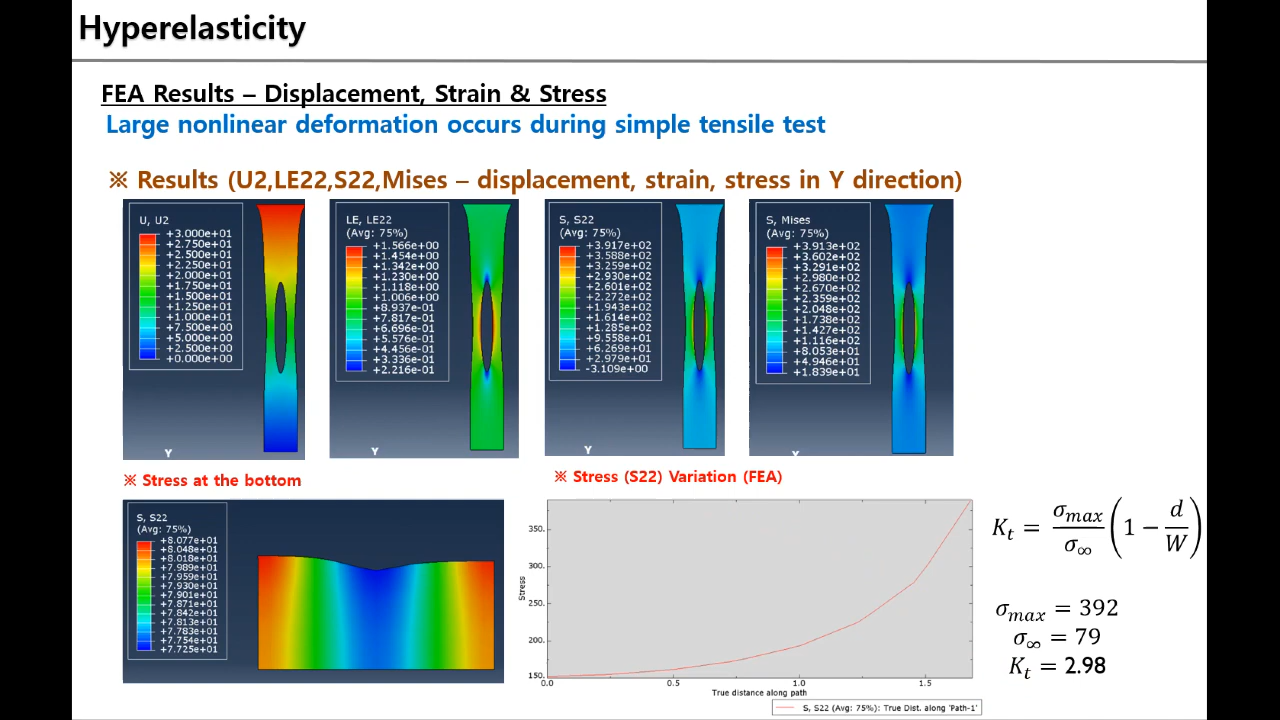 Hyperelasticity
FEA Results – Displacement, Strain & Stress
Large nonlinear deformation occurs during simple tensile test
※ Results (U2,LE22,S22,Mises – displacement, strain, stress in Y direction)
U, U2
+3.000e+01
+2.750e+01
+2.500e+01
+2.250e+01
+2.000e+01
+1.750e+01
+1.500e+01
+1.250e+01
+1.000e+01
+7.500e+00
+5.000e+00
+2.500e+00
+0.000e+00
Y
LE, LE22
(Avg: 75%)
+1.566e+00
+1.454e+00
+1.342e+00
+1.230e+00
+1.118e+00
+1.006e+00
+8.937e-01
+7.817e-01
+6.696e-01
+5.576e-01
+4.456e-01
+3.336e-01
+2.216e-01
Y
S, S22
(Avg: 75%)
+3.917e+02
+3.588e+02
+3.259e+02
+2.930e+02
+2.601e+02
+2.272e+02
+1.943e+02
+1.614e+02
+1.285e+02
+9.558e+01
+6.269e+01
+2.979e+01
-3.109e+00
Y
S, Mises
(Avg: 75%)
+3.913e+02
+3.602e+02
+3.291e+02
+2.980e+02
+2.670e+02
+2.359e+02
+2.048e+02
+1.738e+02
+1.427e+02
+1.116e+02
+8.053e+01
+4.946e+01
+1.839e+01
Y
※ Stress at the bottom
S, S22
(Avg: 75%)
+8.077e+01
+8.048e+01
+8.018e+01
+7.989e+01
+7.959e+01
+7.930e+01
+7.901e+01
+7.871e+01
+7.842e+01
+7.813e+01
+7.783e+01
+7.754e+01
+7.725e+01
※ Stress (S22) Variation (FEA)
Stress
350.
300.
250.
200.
150.
0.0 0.5 1.0 1.5
True distance along path
S, S22 (Avg: 75%): True Dist. along 'Path-1'
K_t = σ_max/σ_∞ (1 − d/W)
σ_max = 392
σ_∞ = 79
K_t = 2.98